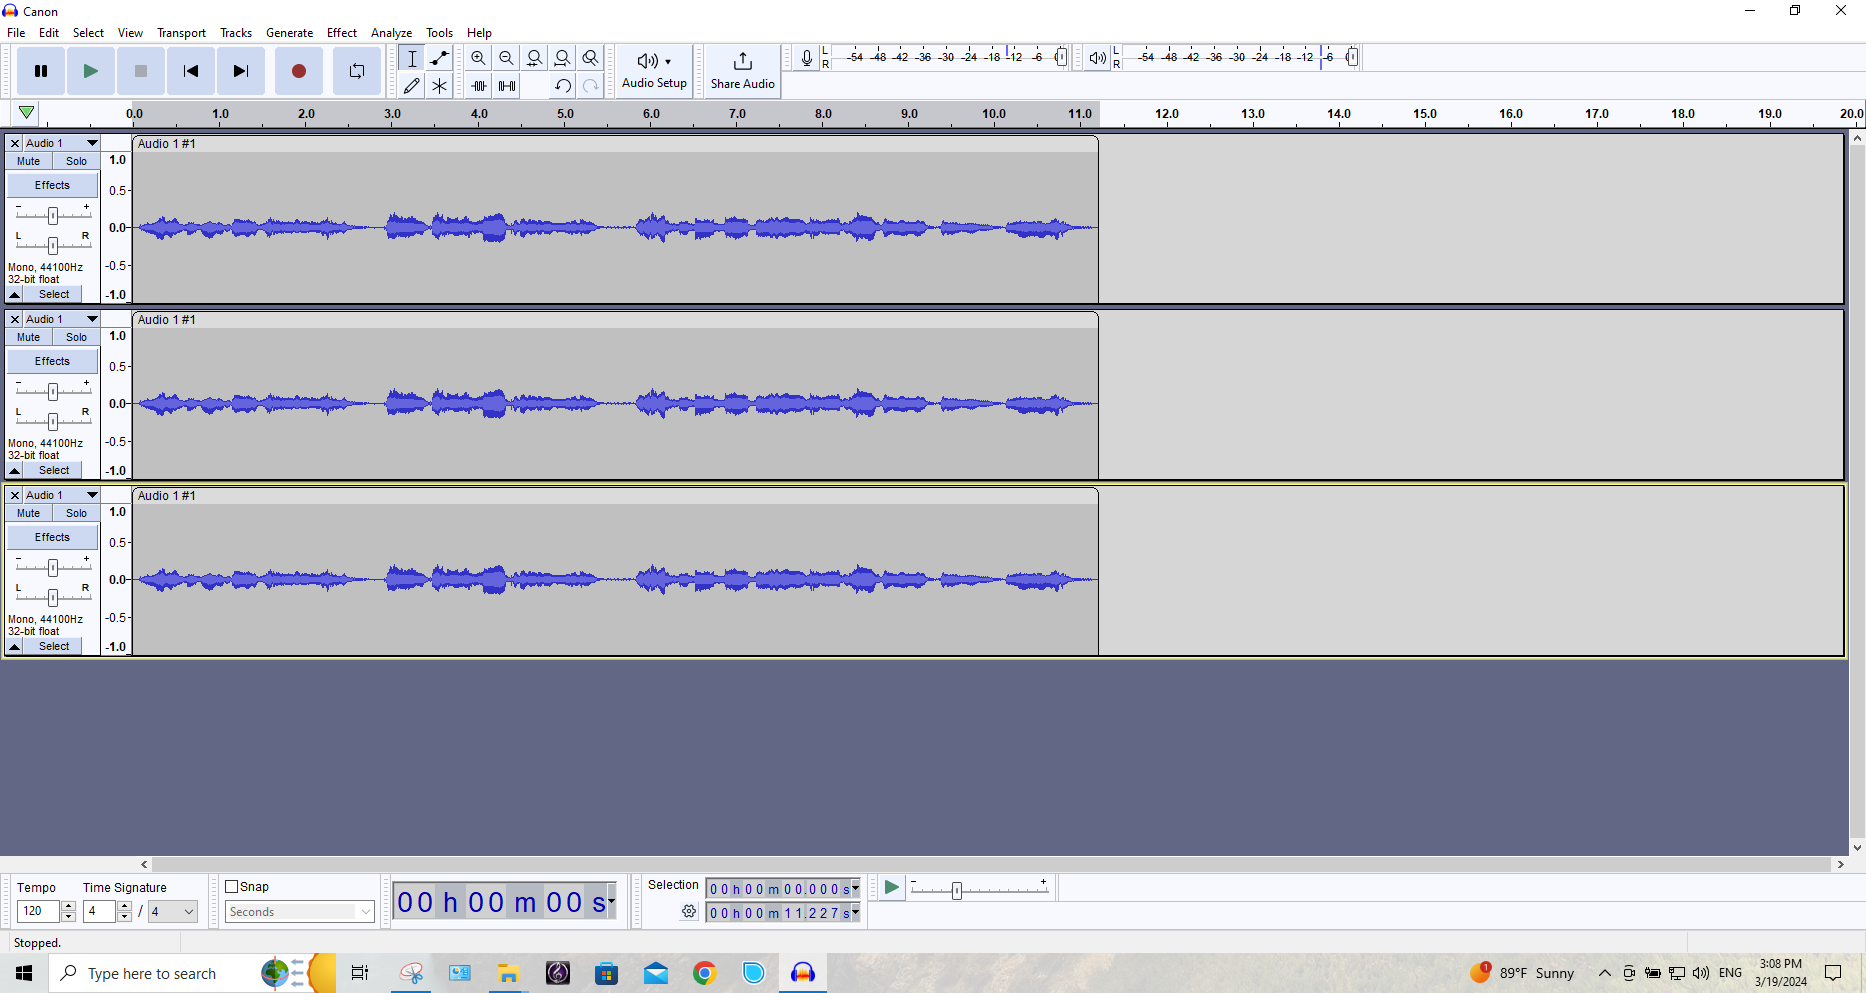 Canon
File Edit Select View Transport Tracks Generate Effect Analyze Tools Help
Audio Setup
Share Audio
L
R
-54 -48 -42 -36 -30 -24 -18 -12 -6
L
R
-54 -48 -42 -36 -30 -24 -18 -12 -6
0.0 1.0 2.0 3.0 4.0 5.0 6.0 7.0 8.0 9.0 10.0 11.0 12.0 13.0 14.0 15.0 16.0 17.0 18.0 19.0 20.0
Audio 1
Audio 1 #1
Mute Solo
Effects
- +
L R
Mono, 44100Hz
32-bit float
Select
1.0
0.5
0.0
-0.5
-1.0
Audio 1
Audio 1 #1
Mute Solo
Effects
- +
L R
Mono, 44100Hz
32-bit float
Select
1.0
0.5
0.0
-0.5
-1.0
Audio 1
Audio 1 #1
Mute Solo
Effects
- +
L R
Mono, 44100Hz
32-bit float
Select
1.0
0.5
0.0
-0.5
-1.0
Tempo
120
Time Signature
4 / 4
Snap
Seconds
00 h 00 m 00 s
Selection
00 h 00 m 00.000 s
00 h 00 m 11.227 s
- +
Stopped.
Type here to search
1
89°F Sunny
ENG
3:08 PM
3/19/2024